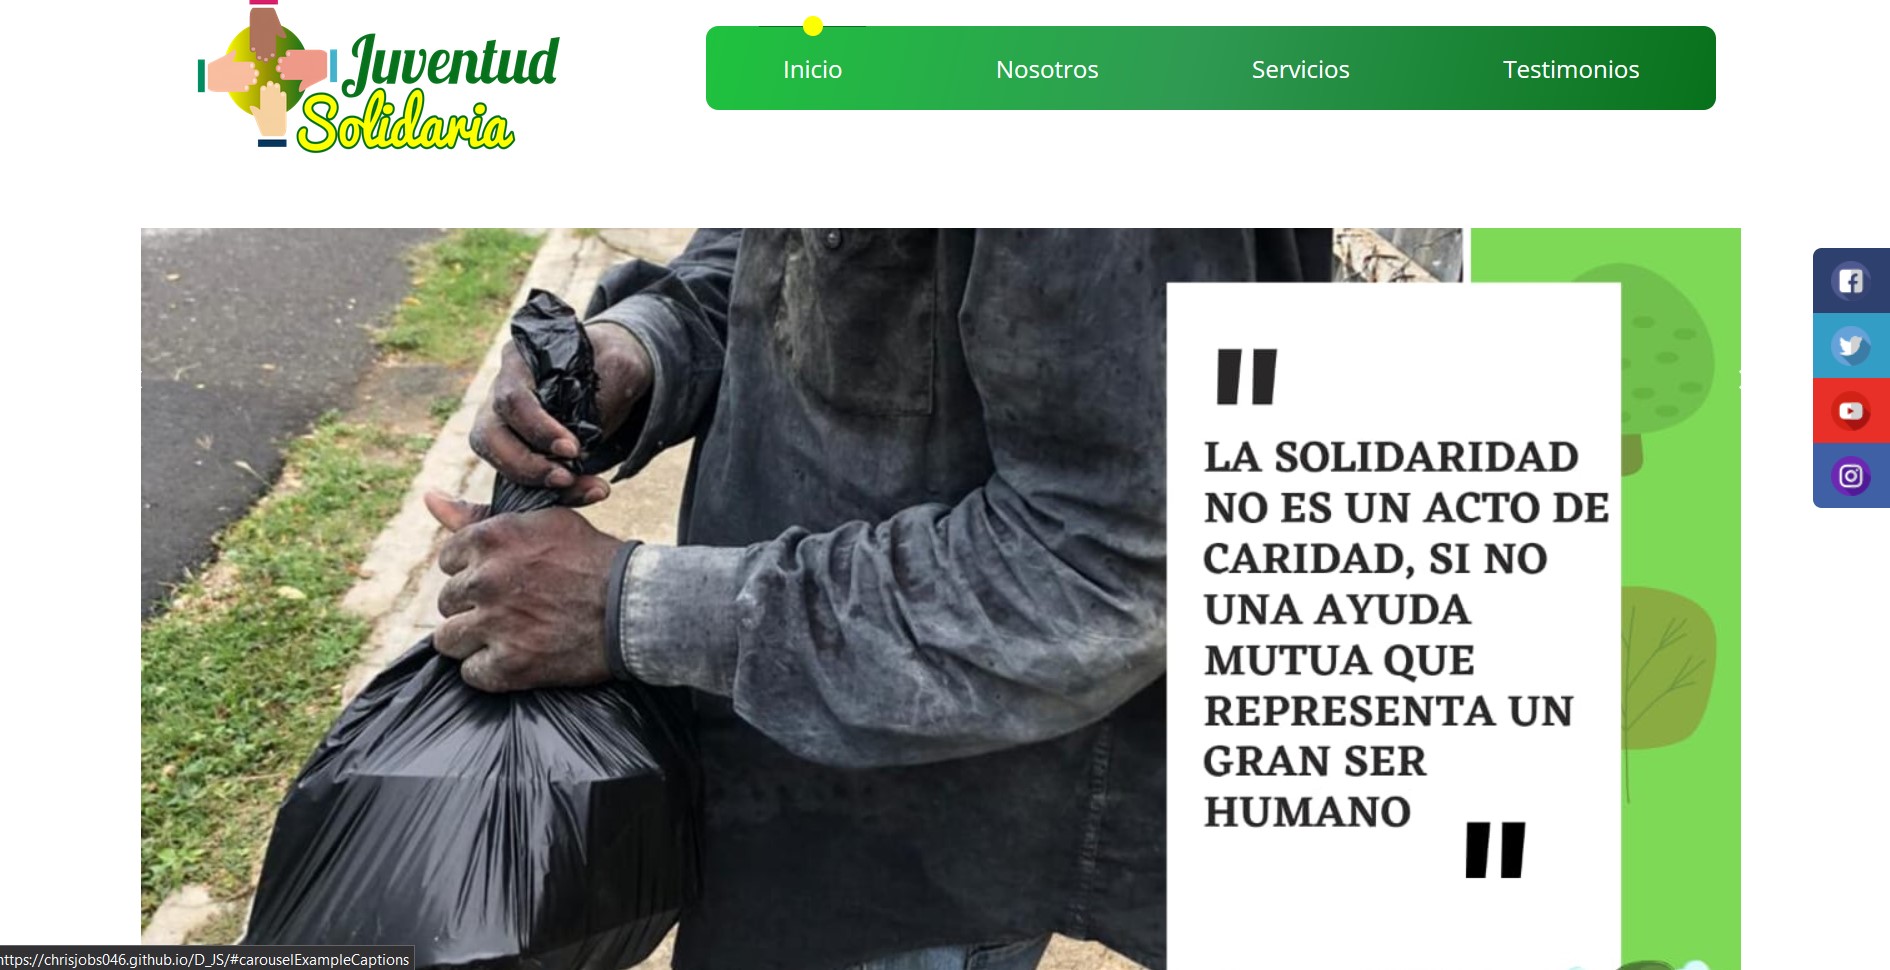 Juventud
Solidaria
Inicio Nosotros Servicios Testimonios
"
LA SOLIDARIDAD
NO ES UN ACTO DE
CARIDAD, SI NO
UNA AYUDA
MUTUA QUE
REPRESENTA UN
GRAN SER
HUMANO
"
https://chrisjobs046.github.io/D_JS/#carouselExampleCaptions